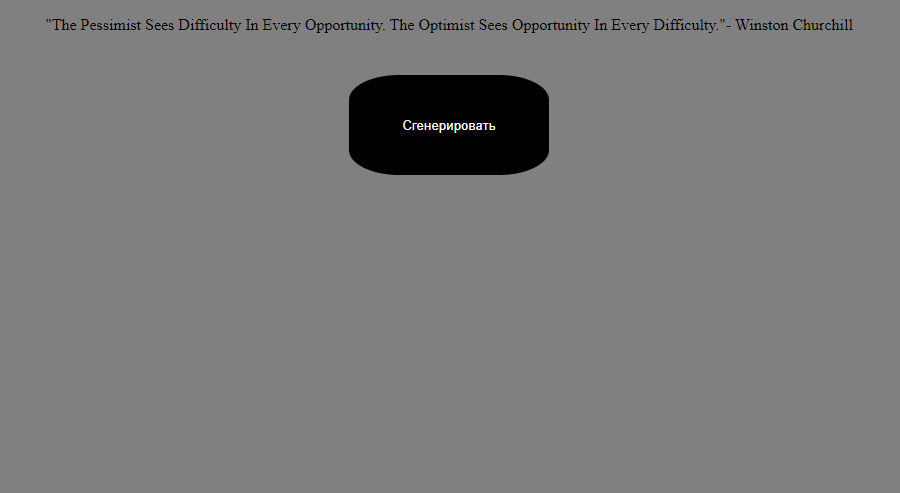 "The Pessimist Sees Difficulty In Every Opportunity. The Optimist Sees Opportunity In Every Difficulty."- Winston Churchill
Сгенерировать